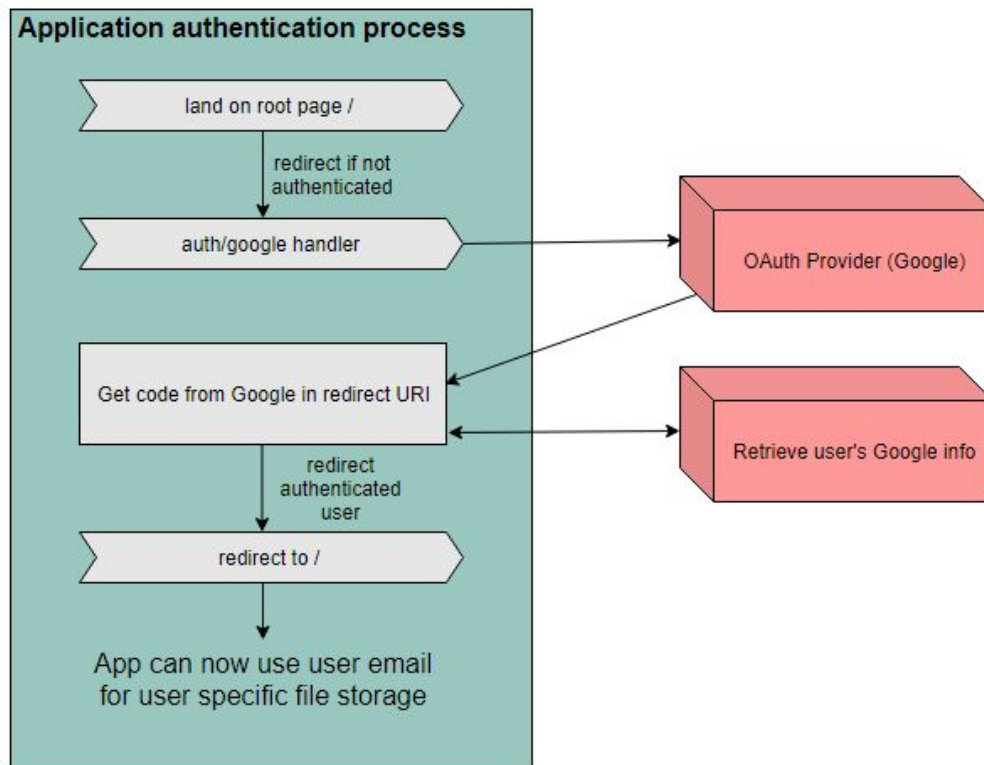 Application authentication process
land on root page /
redirect if not
authenticated
auth/google handler
OAuth Provider (Google)
Get code from Google in redirect URI
Retrieve user's Google info
redirect
authenticated
user
redirect to /
App can now use user email
for user specific file storage